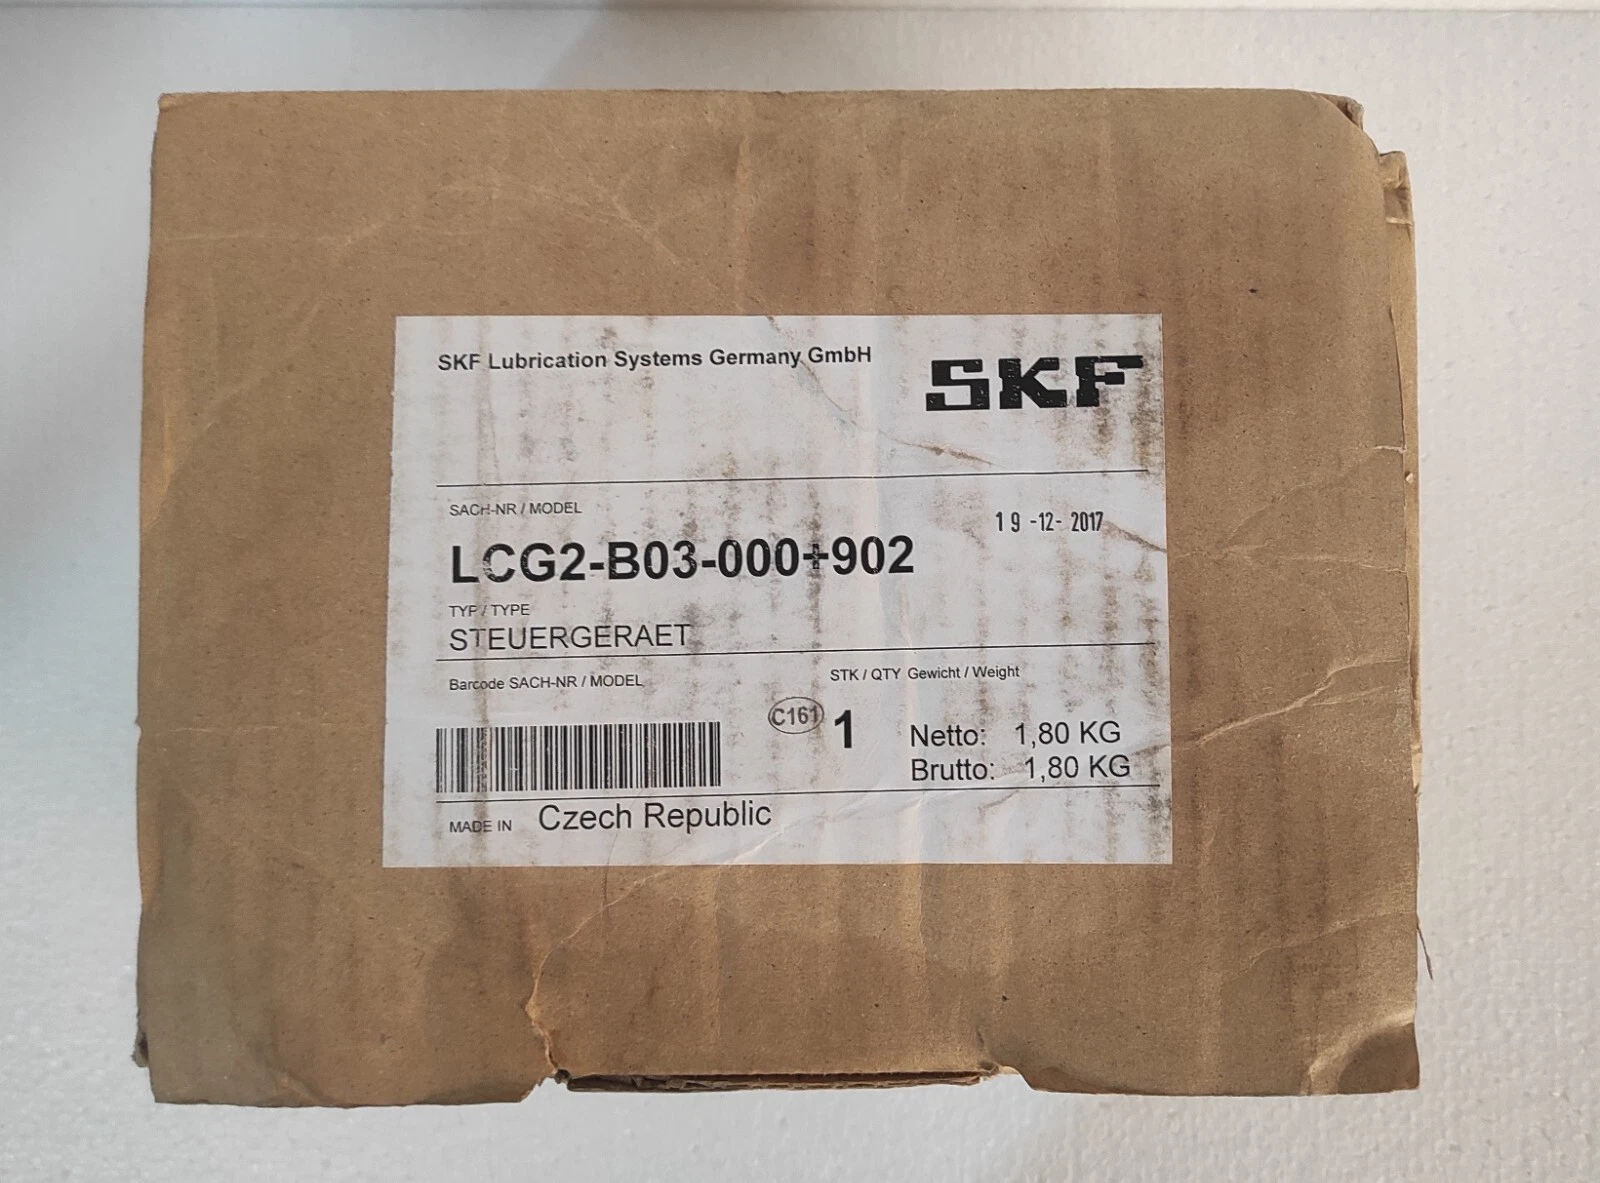 SKF Lubrication Systems Germany GmbH
SKF
SACH-NR / MODEL
19 -12- 2017
LCG2-B03-000+902
TYP / TYPE
STEUERGERAET
Barcode SACH-NR / MODEL
STK / QTY Gewicht / Weight
C161
1
Netto: 1,80 KG
Brutto: 1,80 KG
MADE IN Czech Republic